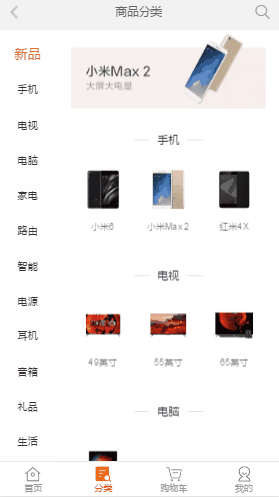 商品分类
新品
手机
电视
电脑
家电
路由
智能
电源
耳机
音箱
礼品
生活
小米Max 2
大屏大电量
手机
小米6
小米Max2
红米4X
电视
49英寸
55英寸
65英寸
电脑
首页
分类
购物车
我的